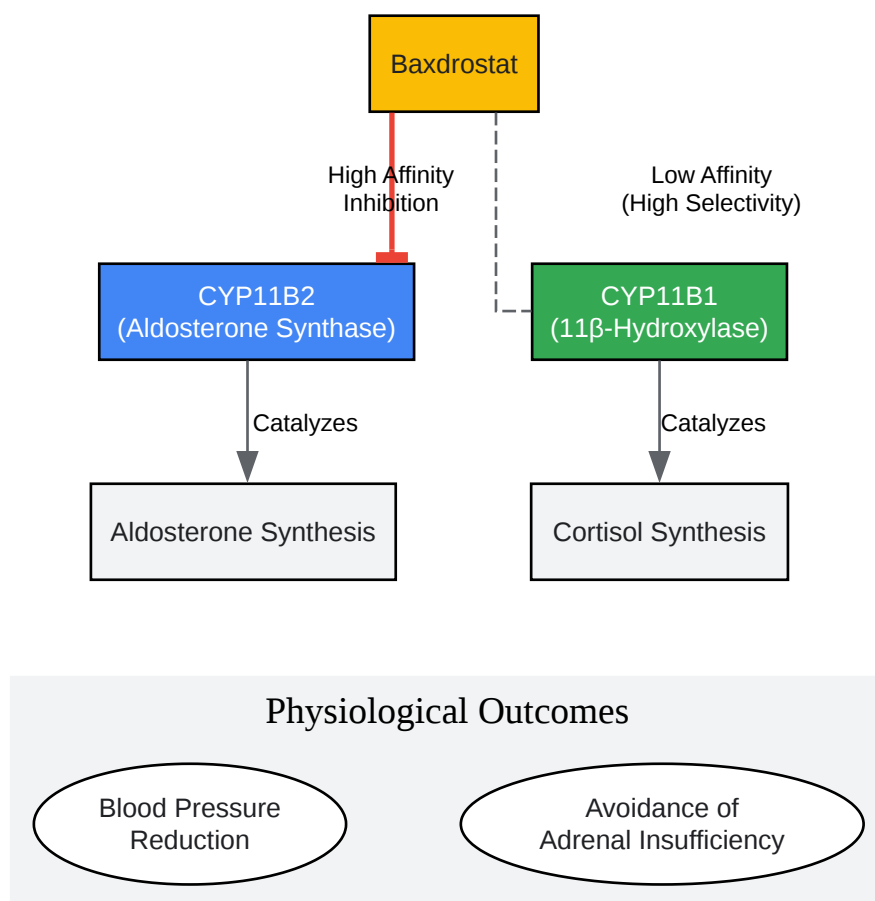 Baxdrostat
High Affinity
Inhibition
Low Affinity
(High Selectivity)
CYP11B2
(Aldosterone Synthase)
CYP11B1
(11β-Hydroxylase)
Catalyzes
Catalyzes
Aldosterone Synthesis
Cortisol Synthesis
Physiological Outcomes
Blood Pressure
Reduction
Avoidance of
Adrenal Insufficiency